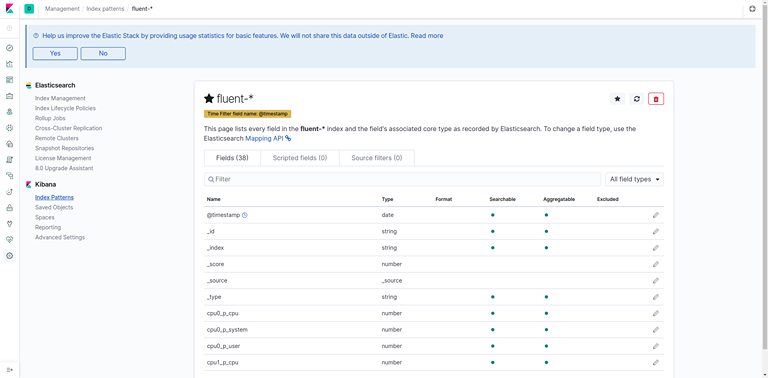 D Management / Index patterns / fluent-*
Help us improve the Elastic Stack by providing usage statistics for basic features. We will not share this data outside of Elastic. Read more
Yes No
Elasticsearch
Index Management
Index Lifecycle Policies
Rollup Jobs
Cross-Cluster Replication
Remote Clusters
Snapshot Repositories
License Management
8.0 Upgrade Assistant
Kibana
Index Patterns
Saved Objects
Spaces
Reporting
Advanced Settings
fluent-*
Time Filter field name: @timestamp
This page lists every field in the fluent-* index and the field's associated core type as recorded by Elasticsearch. To change a field type, use the
Elasticsearch Mapping API
Fields (38) Scripted fields (0) Source filters (0)
Filter All field types
Name Type Format Searchable Aggregatable Excluded
@timestamp date
_id string
_index string
_score number
_source _source
_type string
cpu0_p_cpu number
cpu0_p_system number
cpu0_p_user number
cpu1_p_cpu number